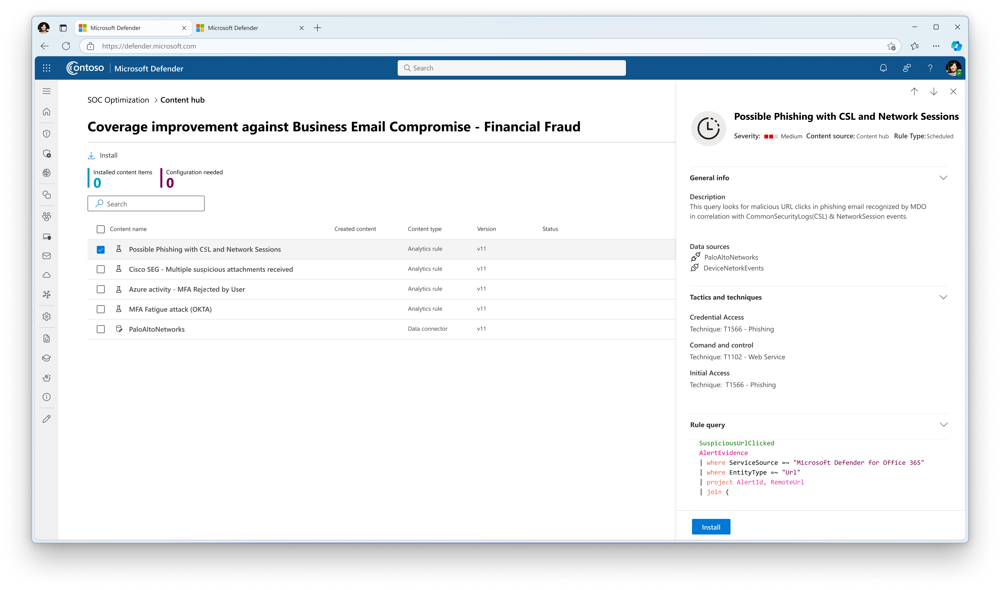 Microsoft Defender
Microsoft Defender
https://defender.microsoft.com
Contoso
Microsoft Defender
Search
SOC Optimization > Content hub
Coverage improvement against Business Email Compromise - Financial Fraud
Install
Installed content Items
0
Configuration needed
0
Search
Content name Created content Content type Version Status
Possible Phishing with CSL and Network Sessions Analytics rule v11
Cisco SEG - Multiple suspicious attachments received Analytics rule v11
Azure activity - MFA Rejected by User Analytics rule v11
MFA Fatigue attack (OKTA) Analytics rule v11
PaloAltoNetworks Data connector v11
Possible Phishing with CSL and Network Sessions
Severity: Medium Content source: Content hub Rule Type: Scheduled
General info
Description
This query looks for malicious URL clicks in phishing email recognized by MDO
in correlation with CommonSecurityLogs(CSL) & NetworkSession events.
Data sources
PaloAltoNetworks
DeviceNetorkEvents
Tactics and techniques
Credential Access
Technique: T1566 - Phishing
Comand and control
Technique: T1102 - Web Service
Initial Access
Technique: T1566 - Phishing
Rule query
SuspiciousUrlClicked
AlertEvidence
| where ServiceSource =~ "Microsoft Defender for Office 365"
| where EntityType =~ "Url"
| project AlertId, RemoteUrl
| join (
Install